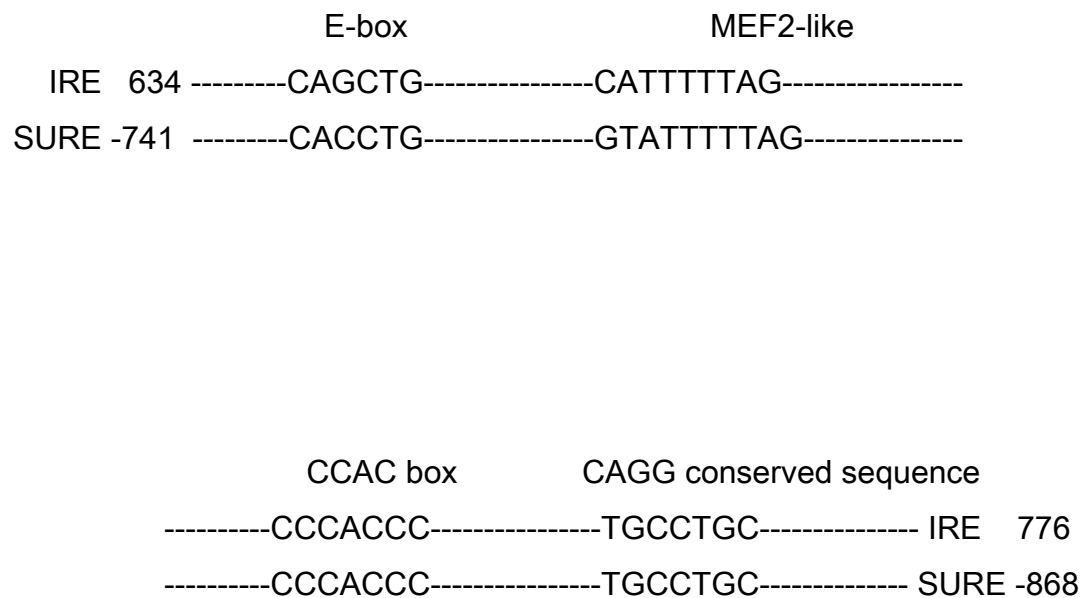 E-box MEF2-like
IRE 634 ---------CAGCTG----------------CATTTTTAG-----------------
SURE -741 ---------CACCTG----------------GTATTTTTAG---------------
CCAC box CAGG conserved sequence
----------CCCACCC----------------TGCCTGC--------------- IRE 776
----------CCCACCC----------------TGCCTGC-------------- SURE -868